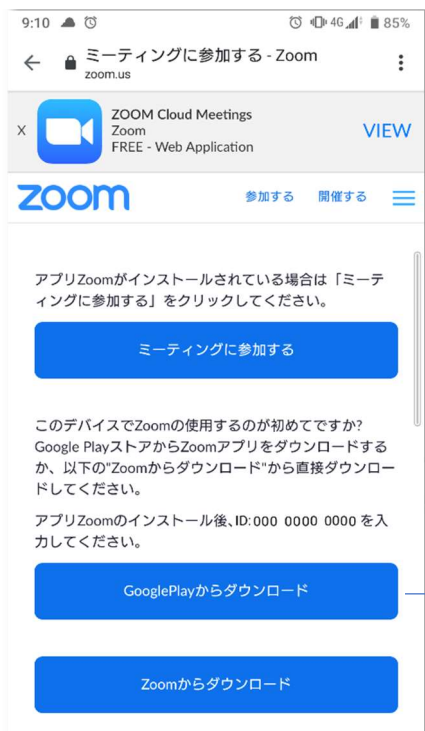 9:10 4G 85%
ミーティングに参加する - Zoom
zoom.us
ZOOM Cloud Meetings
X Zoom VIEW
FREE - Web Application
zoom 参加する 開催する
アプリZoomがインストールされている場合は「ミーテ
ィングに参加する」をクリックしてください。
ミーティングに参加する
このデバイスでZoomの使用するのが初めてですか?
Google PlayストアからZoomアプリをダウンロードする
か、以下の"Zoomからダウンロード"から直接ダウンロー
ドしてください。
アプリZoomのインストール後、ID:000 0000 0000 を入
力してください。
GooglePlayからダウンロード
Zoomからダウンロード